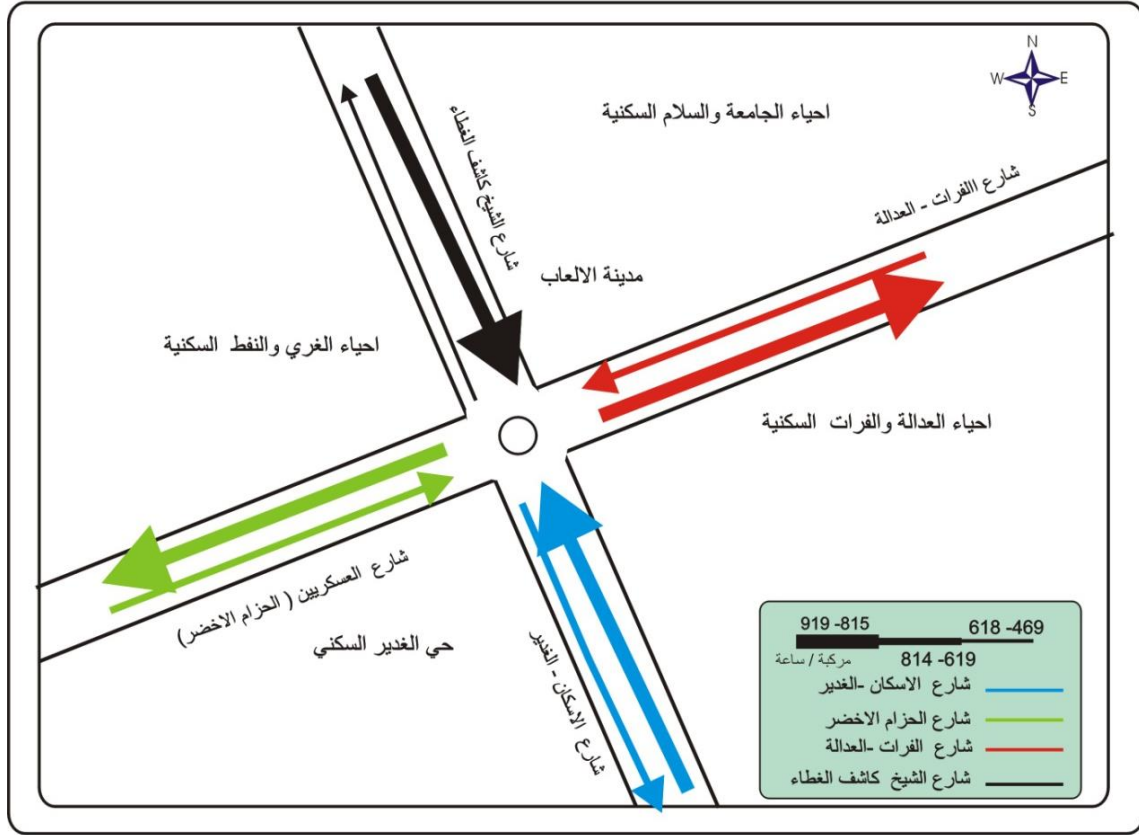 N
W E
S
احياء الجامعة والسلام السكنية
شارع الشيخ كاشف الغطاء
شارع االفرات - العدالة
مدينة الالعاب
احياء الغري والنفط السكنية
احياء العدالة والفرات السكنية
شارع العسكريين ( الحزام الاخضر)
حي الغدير السكني
شارع الاسكان - الغدير
919 -815 618 -469
مركبة / ساعة 814 -619
شارع الاسكان -الغدير
شارع الحزام الاخضر
شارع الفرات -العدالة
شارع الشيخ كاشف الغطاء